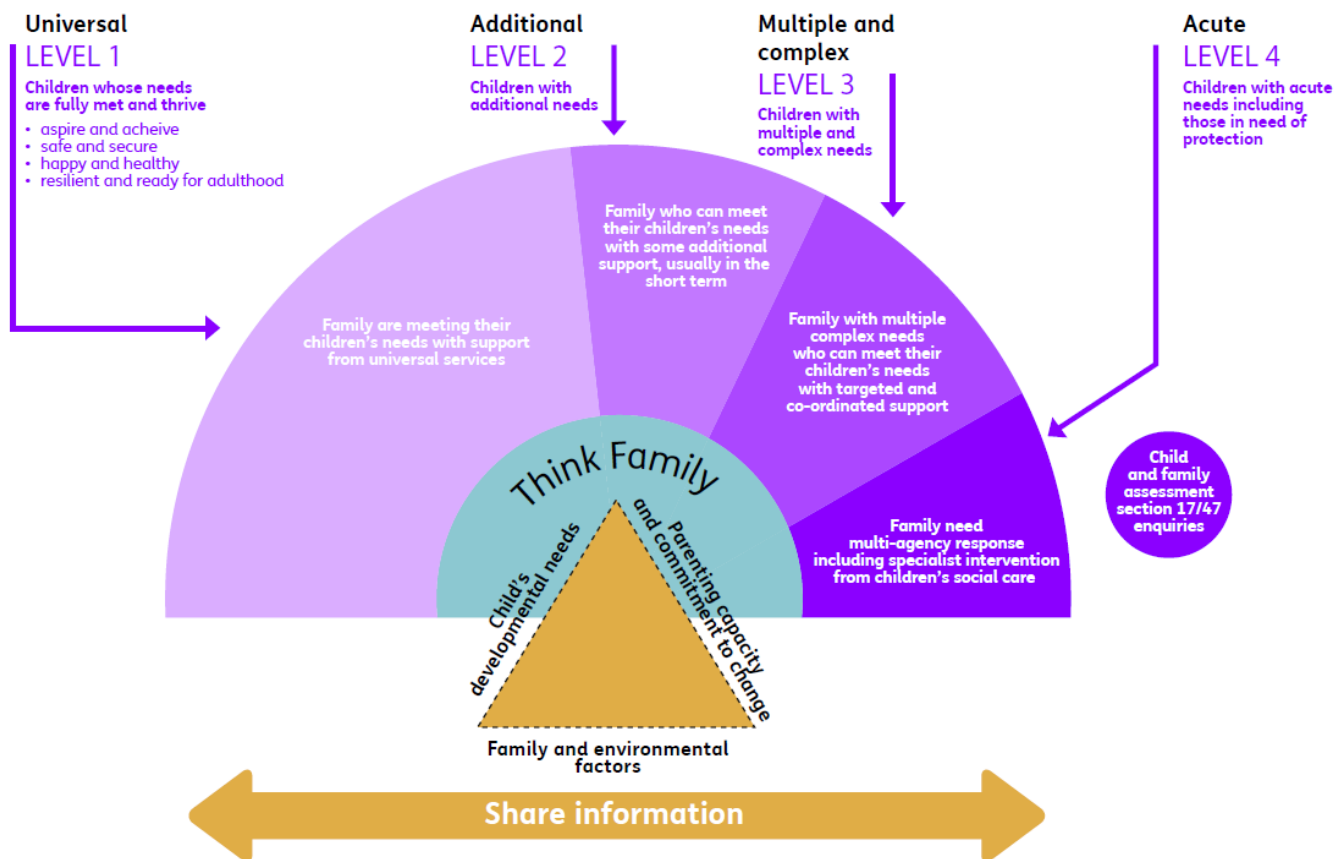 Universal
LEVEL 1
Children whose needs
are fully met and thrive
• aspire and acheive
• safe and secure
• happy and healthy
• resilient and ready for adulthood
Additional
LEVEL 2
Children with
additional needs
Multiple and
complex
LEVEL 3
Children with
multiple and
complex needs
Acute
LEVEL 4
Children with acute
needs including
those in need of
protection
Family are meeting their
children's needs with support
from universal services
Family who can meet
their children's needs
with some additional
support, usually in the
short term
Family with multiple
complex needs
who can meet their
children's needs
with targeted and
co-ordinated support
Family need
multi-agency response
including specialist intervention
from children's social care
Child
and family
assessment
section 17/47
enquiries
Think Family
Child's
developmental needs
Parenting capacity
and commitment to change
Family and environmental
factors
Share information